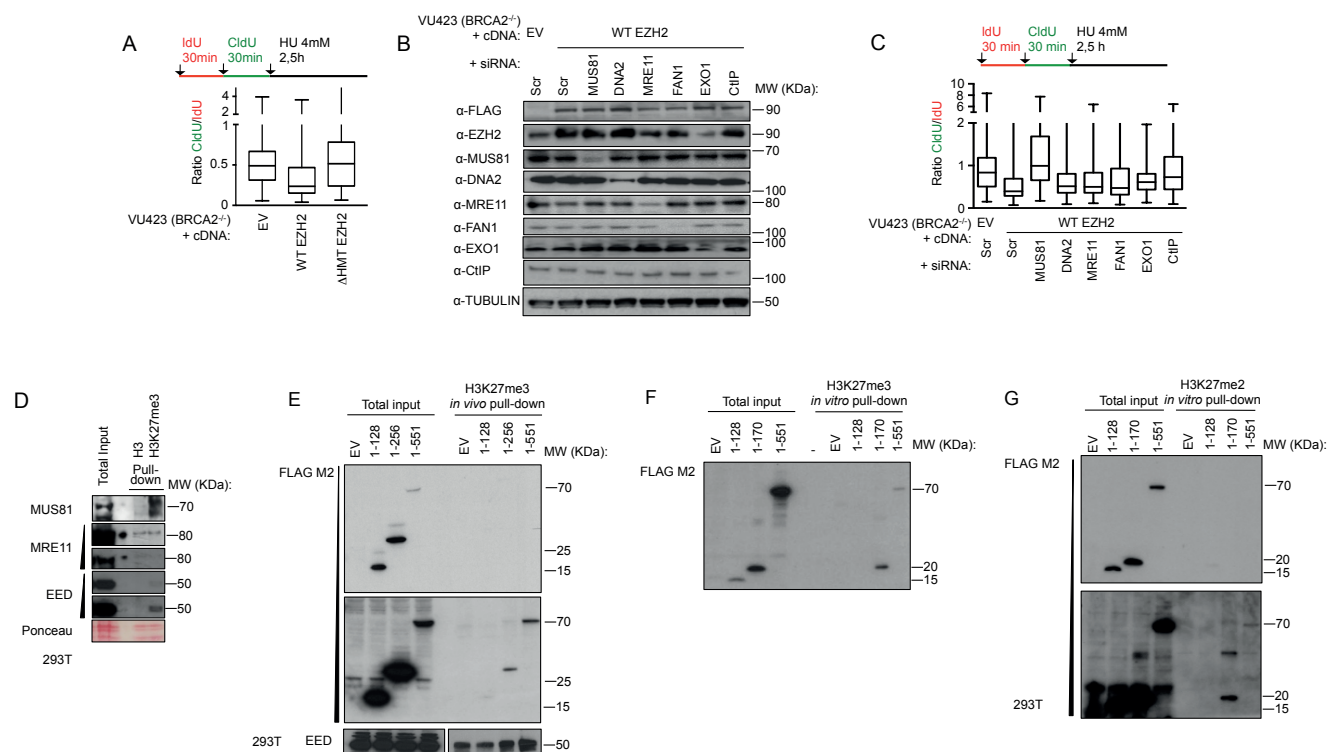 A
IdU
30min
CldU
30min
HU 4mM
2,5h
Ratio CldU/IdU
4
2
1
0.5
0
VU423 (BRCA2-/-)
+ cDNA:
EV
WT EZH2
ΔHMT EZH2
B
VU423 (BRCA2-/-)
+ cDNA:
EV
WT EZH2
+ siRNA:
Scr
Scr
MUS81
DNA2
MRE11
FAN1
EXO1
CtIP
MW (KDa):
α-FLAG
90
α-EZH2
90
70
α-MUS81
α-DNA2
100
α-MRE11
80
α-FAN1
100
100
α-EXO1
α-CtIP
100
α-TUBULIN
50
C
IdU
30 min
CldU
30 min
HU 4mM
2,5h
Ratio CldU/IdU
10
8
6
4
2
1
0
VU423 (BRCA2-/-)
+ cDNA:
EV
WT EZH2
+ siRNA:
Scr
Scr
MUS81
DNA2
MRE11
FAN1
EXO1
CtIP
D
Total Input
H3
H3K27me3
Pull-
down
MW (KDa):
MUS81
70
MRE11
80
80
EED
50
50
Ponceau
293T
E
Total input
H3K27me3
in vivo pull-down
EV
1-128
1-256
1-551
EV
1-128
1-256
1-551
MW (KDa):
FLAG M2
70
25
15
70
25
15
293T
EED
50
F
Total input
H3K27me3
in vitro pull-down
EV
1-128
1-170
1-551
-
EV
1-128
1-170
1-551
MW (KDa):
FLAG M2
70
20
15
G
Total input
H3K27me2
in vitro pull-down
EV
1-128
1-170
1-551
EV
1-128
1-170
1-551
MW (KDa):
FLAG M2
70
20
15
70
20
15
293T